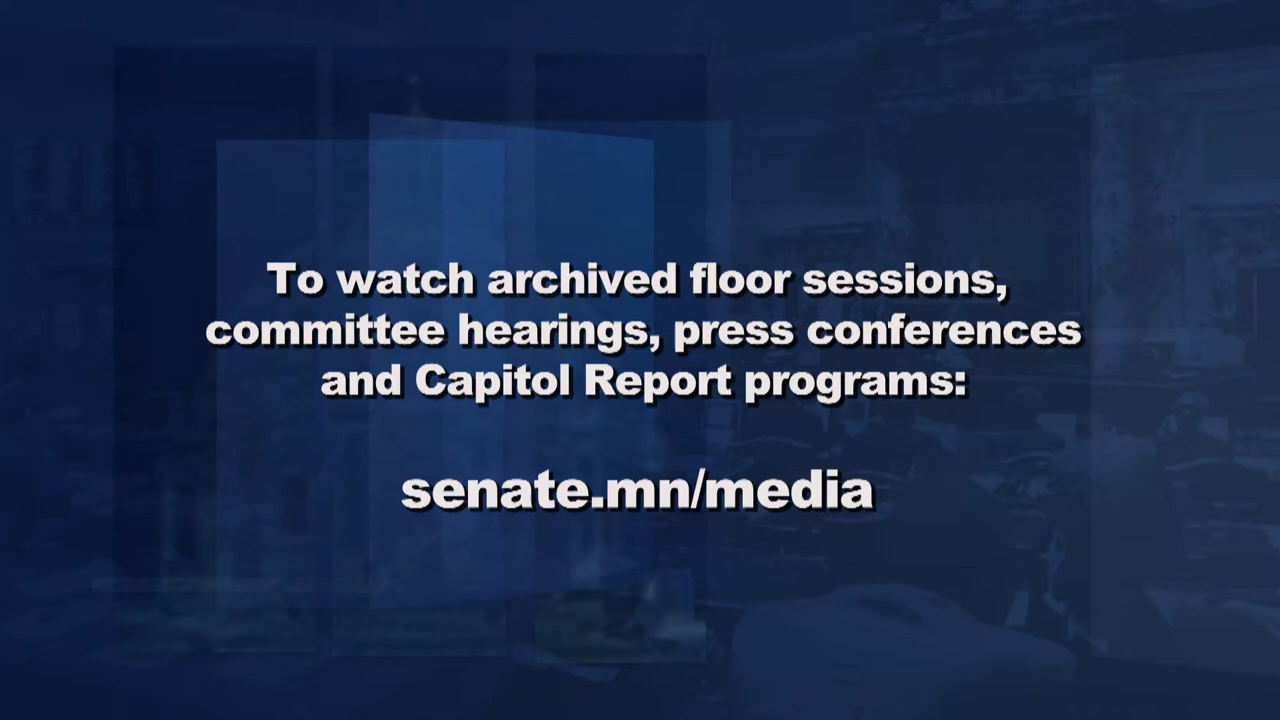 To watch archived floor sessions,
committee hearings, press conferences
and Capitol Report programs:
senate.mn/media